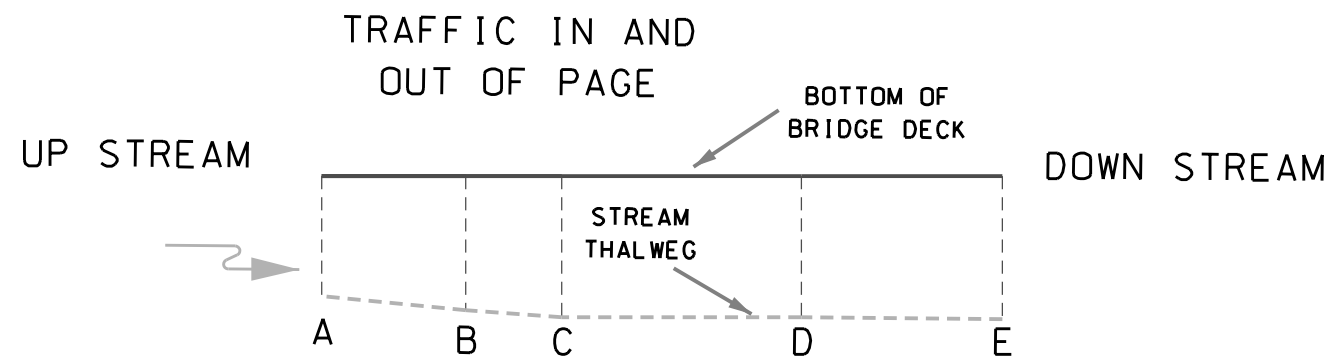 TRAFFIC IN AND
OUT OF PAGE
BOTTOM OF
BRIDGE DECK
UP STREAM
DOWN STREAM
STREAM
THALWEG
A
B
C
D
E